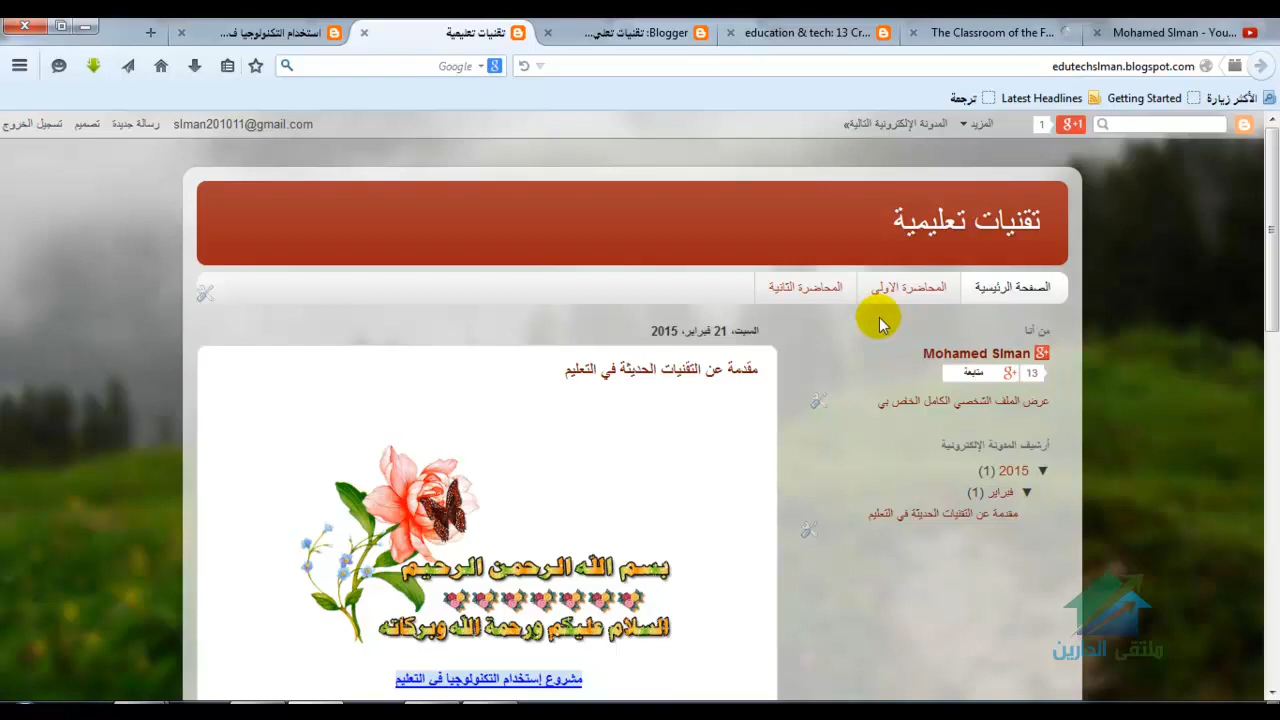 استخدام التكنولوجيا ف...
تقنيات تعليمية
Blogger: تقنيات تعلي...
education & tech: 13 Cr...
The Classroom of the F...
Mohamed Slman - You...
Google
edutechslman.blogspot.com
الأكثر زيارة
Getting Started
Latest Headlines
ترجمة
1
المزيد
المدونة الإلكترونية التالية»
slman201011@gmail.com
رسالة جديدة
تصميم
تسجيل الخروج
تقنيات تعليمية
الصفحة الرئيسية
المحاضرة الاولى
المحاضرة الثانية
من أنا
Mohamed Slman
متابعة
13
عرض الملف الشخصي الكامل الخاص بي
أرشيف المدونة الإلكترونية
▼ 2015 (1)
▼ فبراير (1)
مقدمة عن التقنيات الحديثة في التعليم
السبت، 21 فبراير، 2015
مقدمة عن التقنيات الحديثة في التعليم
بسم الله الرحمن الرحيم
السلام عليكم ورحمة الله وبركاته
مشروع إستخدام التكنولوجيا في التعليم
ملتقى الدارين